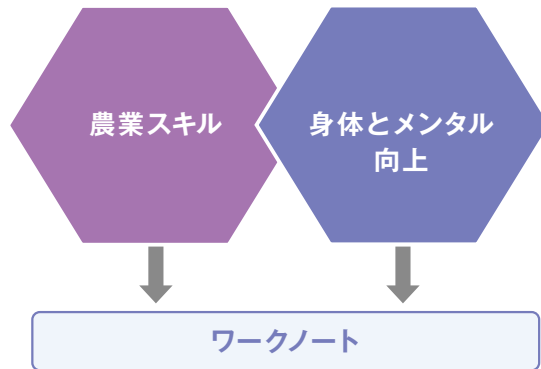 農業スキル
身体とメンタル
向上
ワークノート